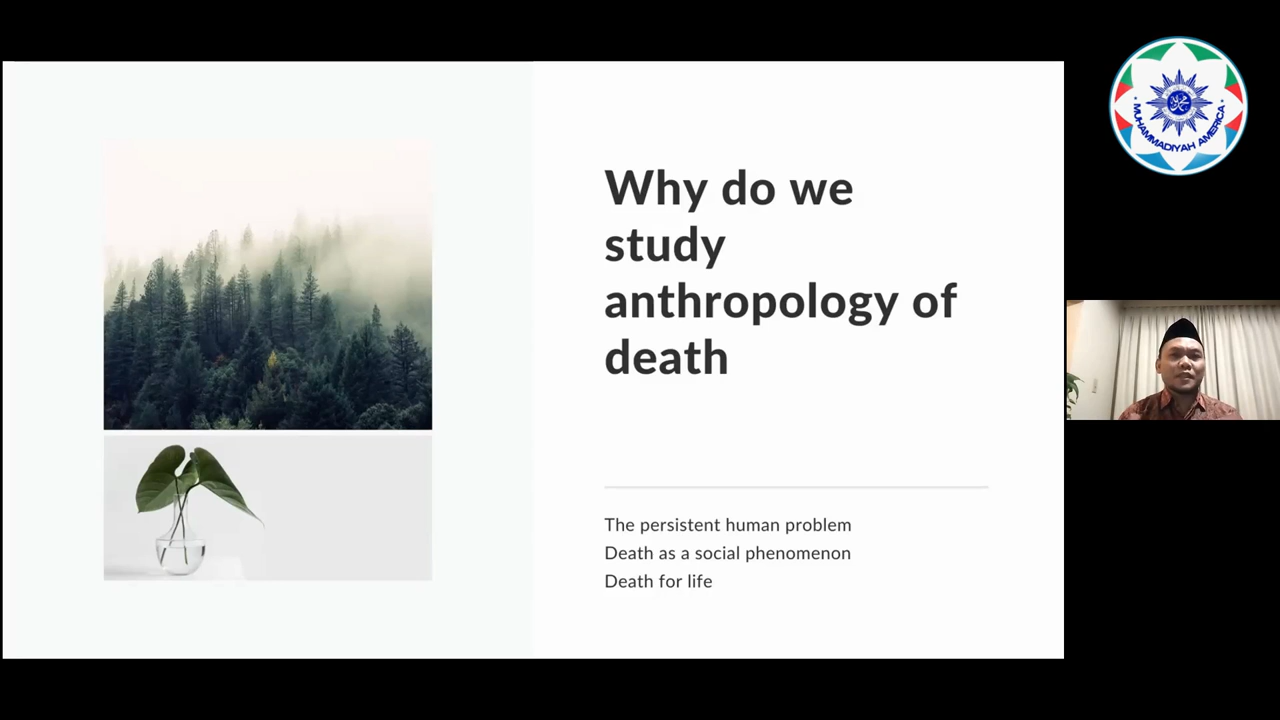 Why do we
study
anthropology of
death
The persistent human problem
Death as a social phenomenon
Death for life
محمد
MUHAMMADIYAH AMERICA